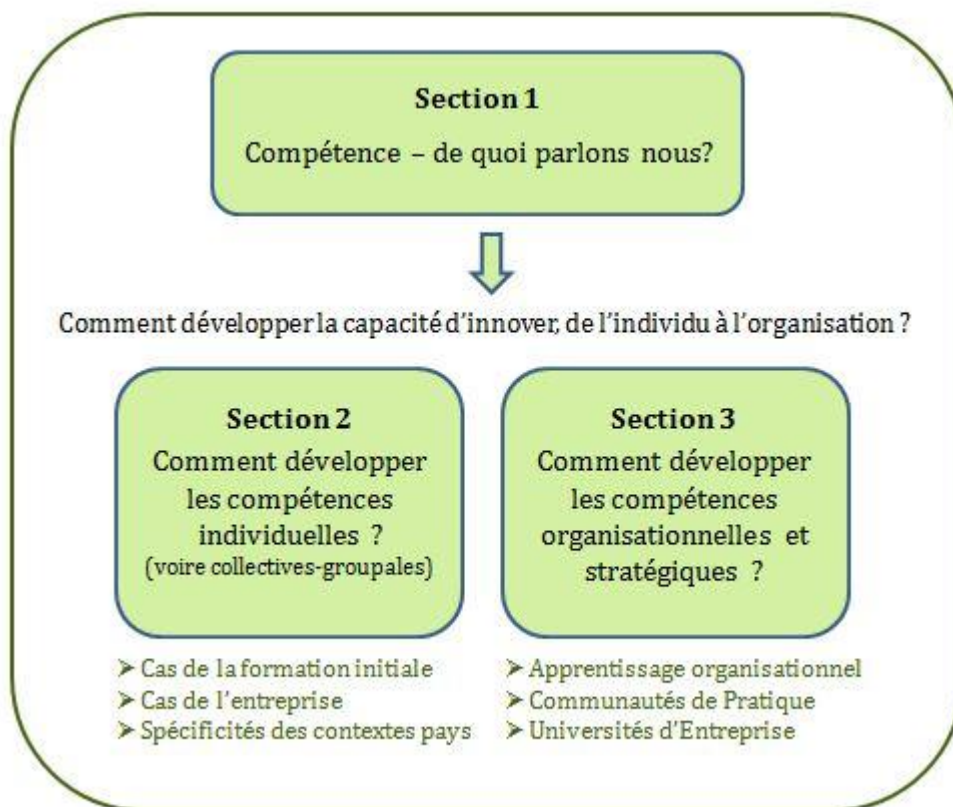 Section 1
Compétence – de quoi parlons nous?
Comment développer la capacité d'innover, de l'individu à l'organisation ?
Section 2
Comment développer
les compétences
individuelles ?
(voire collectives-groupales)
Section 3
Comment développer
les compétences
organisationnelles et
stratégiques ?
➤ Cas de la formation initiale
➤ Cas de l'entreprise
➤ Spécificités des contextes pays
➤ Apprentissage organisationnel
➤ Communautés de Pratique
➤ Universités d'Entreprise